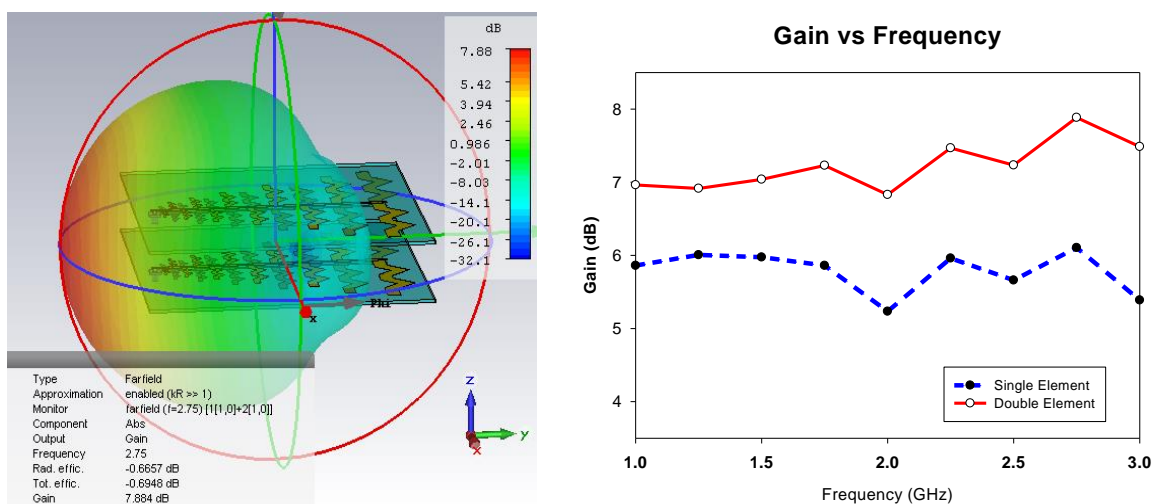 dB
7.88
5.42
3.94
2.46
0.986
-2.01
-8.03
-14.1
-20.1
-26.1
-32.1
Phi
x
Type Farfield
Approximation enabled (kR >> 1)
Monitor farfield (f=2.75) [1[1,0]+2[1,0]]
Component Abs
Output Gain
Frequency 2.75
Rad. effic. -0.6657 dB
Tot. effic. -0.6948 dB
Gain 7.884 dB
z
y
x
Gain vs Frequency
Gain (dB)
8
7
6
5
4
Single Element
Double Element
1.0 1.5 2.0 2.5 3.0
Frequency (GHz)